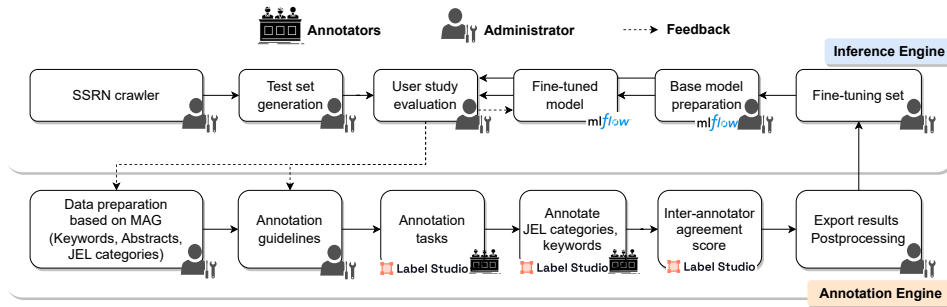 Annotators
Administrator
Feedback
Inference Engine
SSRN crawler
Test set
generation
User study
evaluation
Fine-tuned
model
mlflow
Base model
preparation
mlflow
Fine-tuning set
Data preparation
based on MAG
(Keywords, Abstracts,
JEL categories)
Annotation
guidelines
Annotation
tasks
Label Studio
Annotate
JEL categories,
keywords
Label Studio
Inter-annotator
agreement
score
Label Studio
Export results
Postprocessing
Annotation Engine